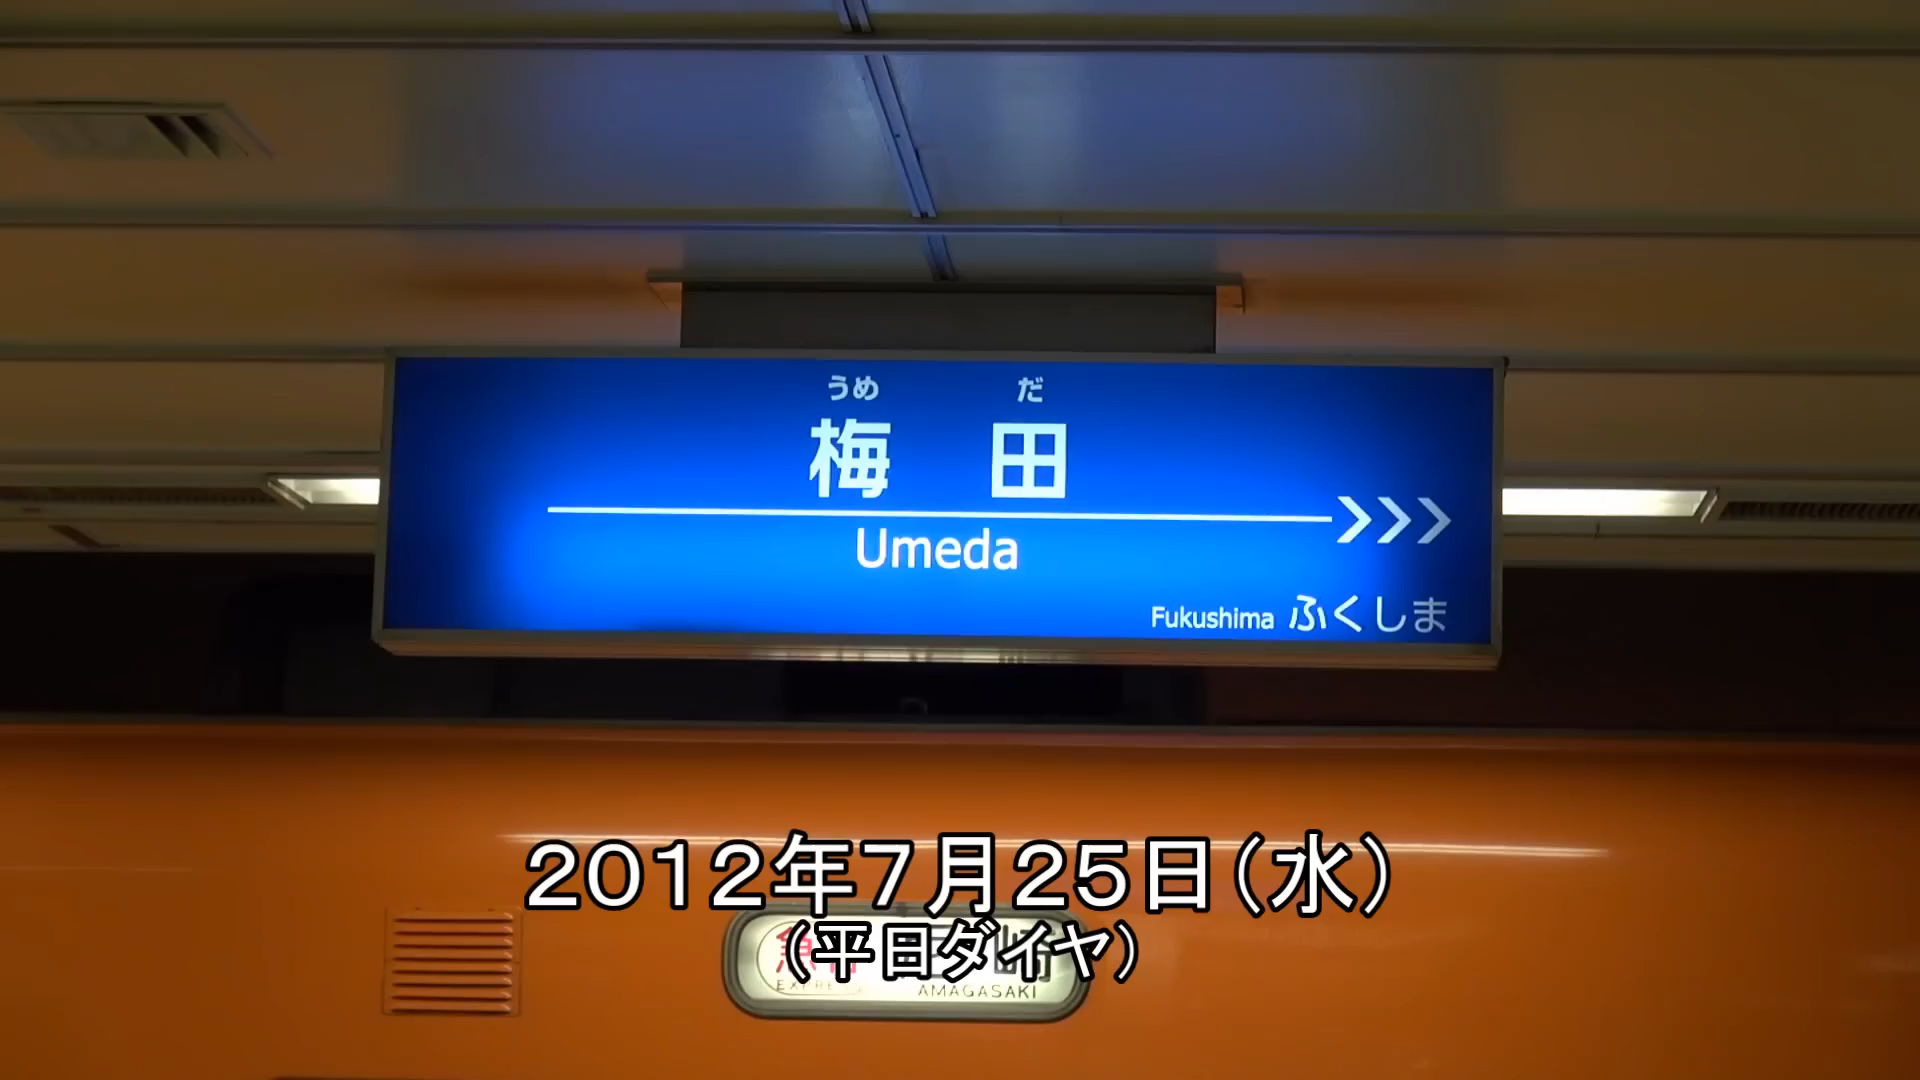 うめ だ
梅 田
Umeda
Fukushima ふくしま
2012年7月25日(水)
(平日ダイヤ)
AMAGASAKI